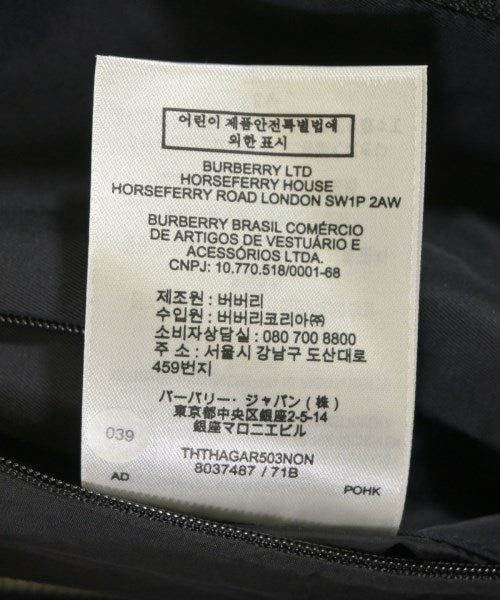 어린이 제품안전특별법에
의한 표시
BURBERRY LTD
HORSEFERRY HOUSE
HORSEFERRY ROAD LONDON SW1P 2AW
BURBERRY BRASIL COMÉRCIO
DE ARTIGOS DE VESTUÁRIO E
ACESSÓRIOS LTDA.
CNPJ: 10.770.518/0001-68
제조원 : 버버리
수입원 : 버버리코리아㈜
소비자상담실 : 080 700 8800
주 소 : 서울시 강남구 도산대로
459번지
バーバリー・ジャパン(株)
東京都中央区銀座2-5-14
銀座マロニエビル
039
THTHAGAR503NON
8037487 / 71B
AD
POHK